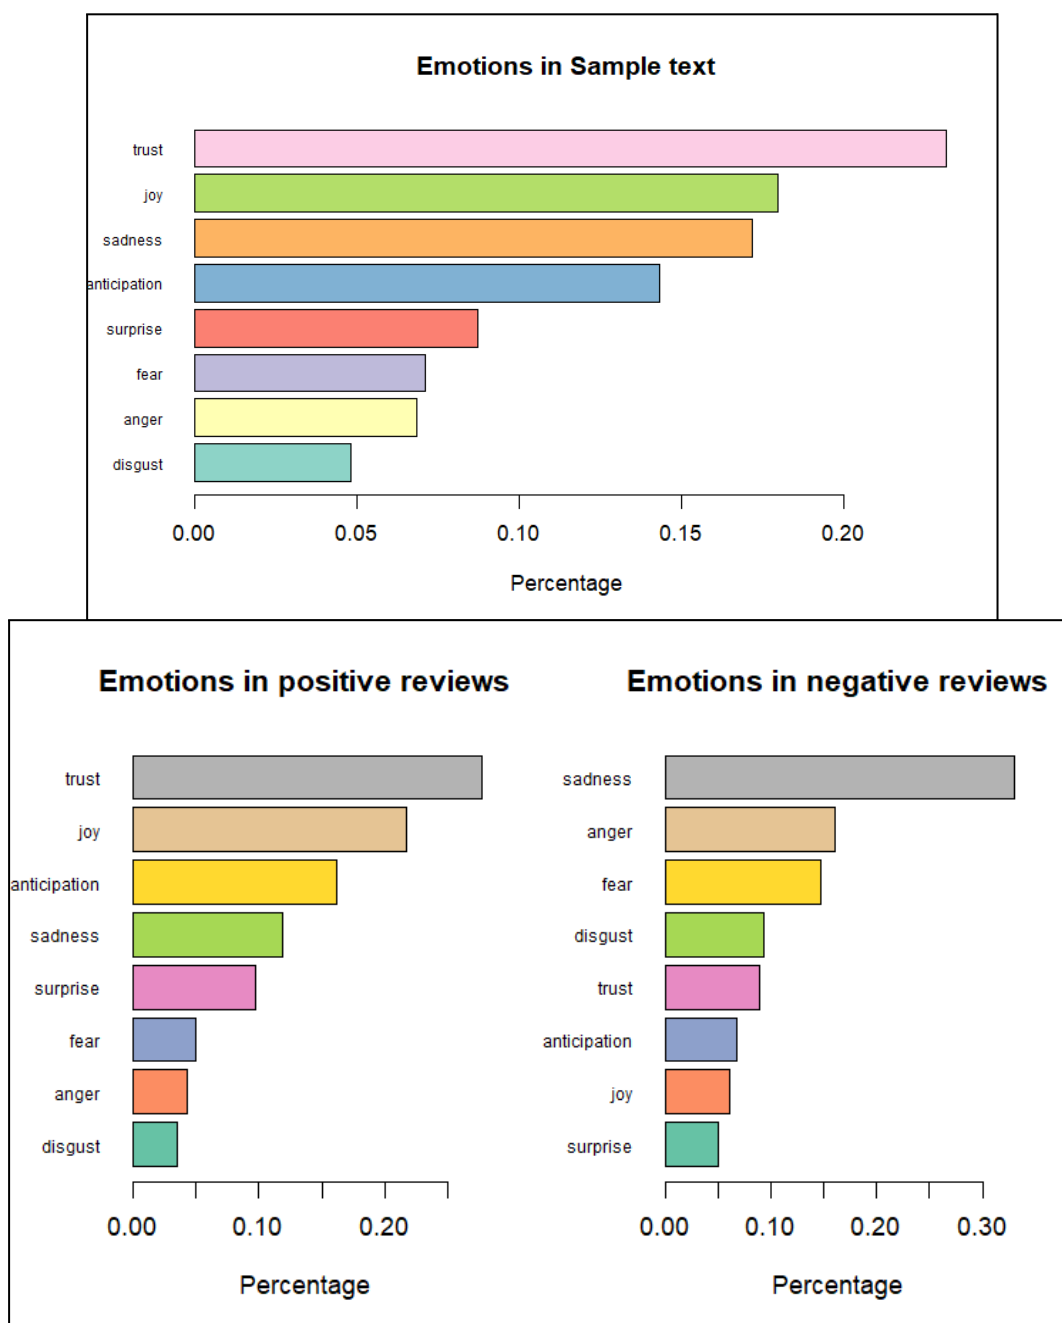 Emotions in Sample text
trust
joy
sadness
anticipation
surprise
fear
anger
disgust
0.00 0.05 0.10 0.15 0.20
Percentage
Emotions in positive reviews
trust
joy
anticipation
sadness
surprise
fear
anger
disgust
0.00 0.10 0.20
Percentage
Emotions in negative reviews
sadness
anger
fear
disgust
trust
anticipation
joy
surprise
0.00 0.10 0.20 0.30
Percentage